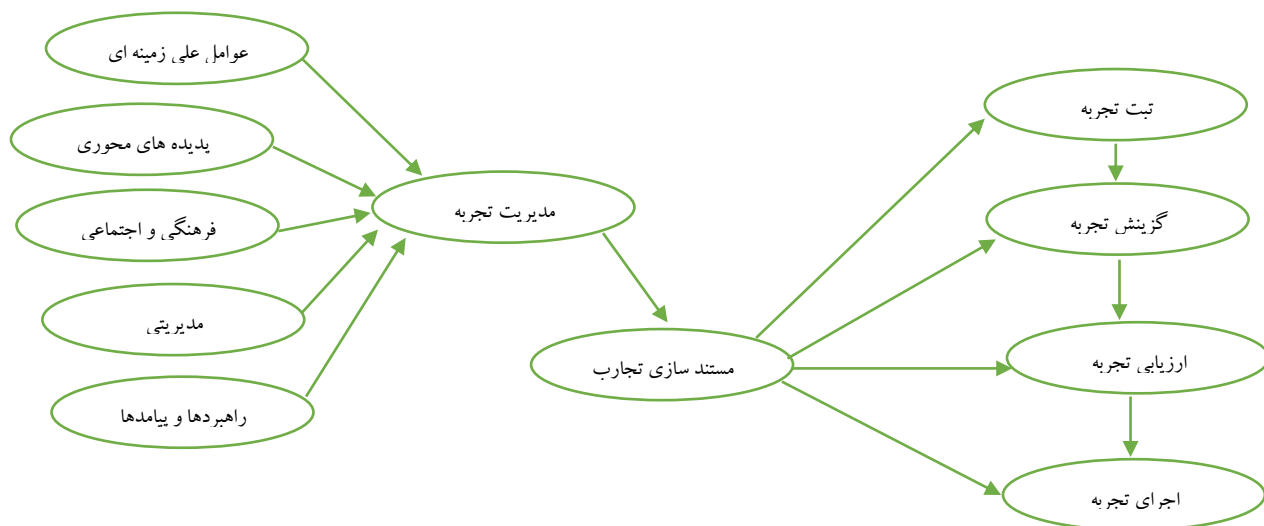 عوامل علی زمینه ای
پدیده های محوری
فرهنگی و اجتماعی
مدیریتی
راهبردها و پیامدها
مدیریت تجربه
مستند سازی تجارب
ثبت تجربه
گزینش تجربه
ارزیابی تجربه
اجرای تجربه